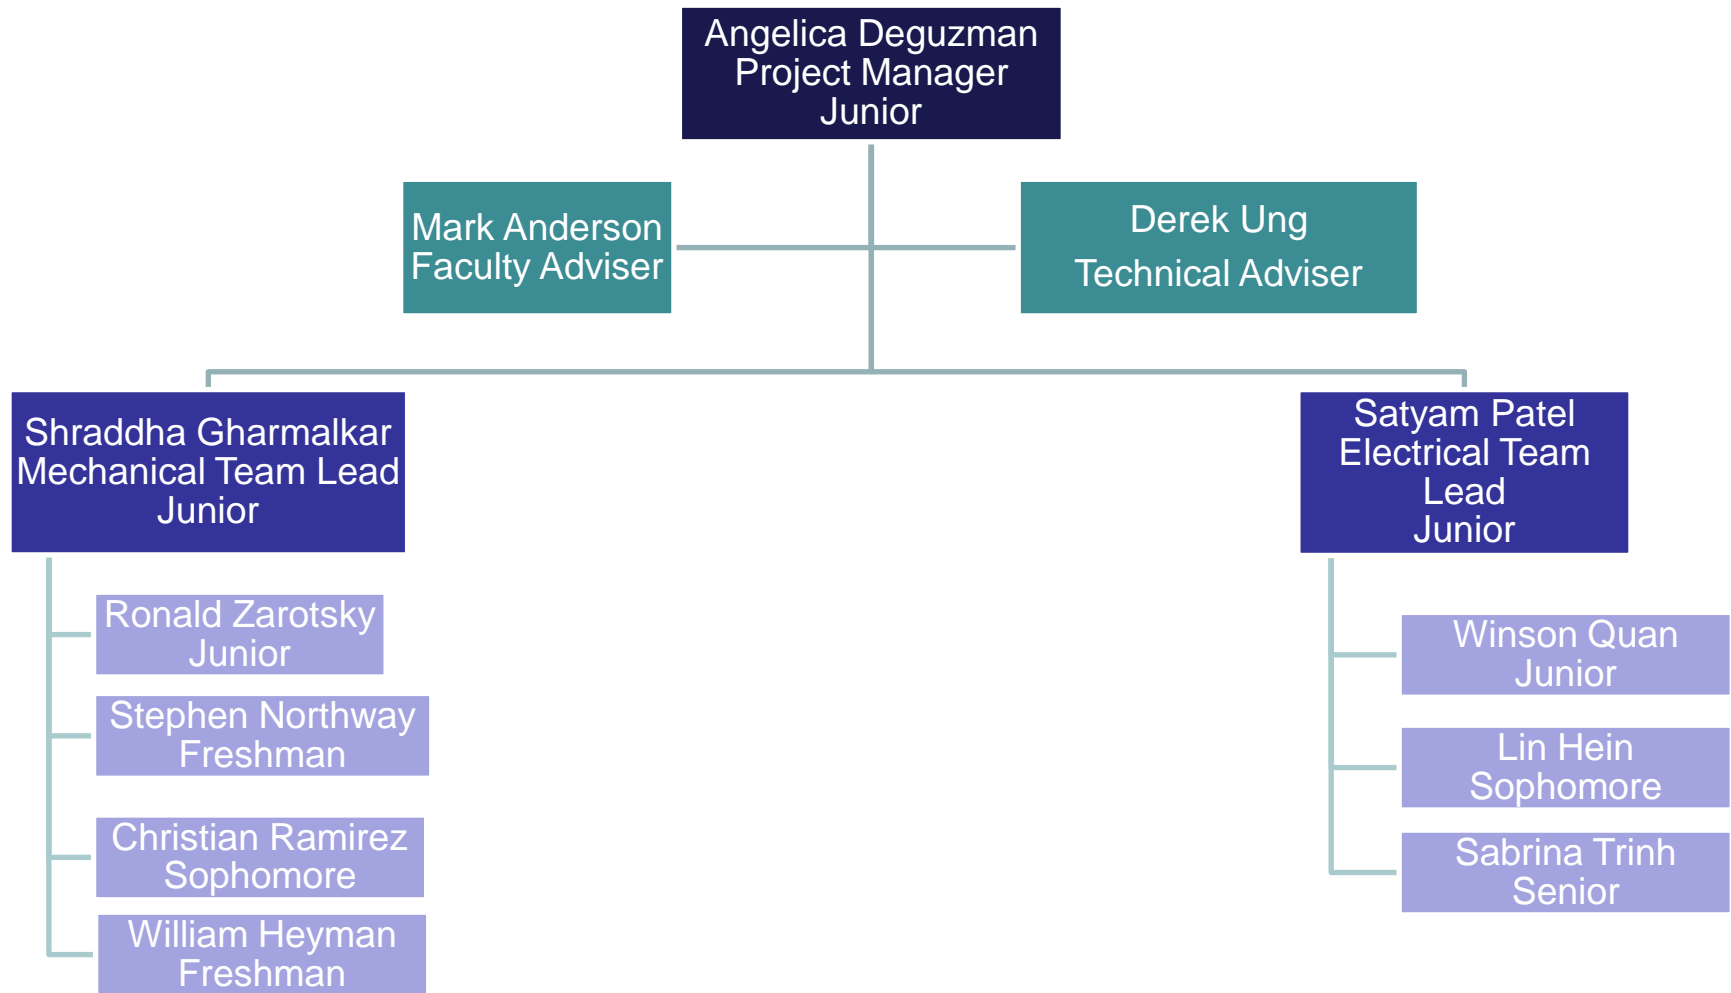 Angelica Deguzman
Project Manager
Junior
Mark Anderson
Faculty Adviser
Derek Ung
Technical Adviser
Shraddha Gharmalkar
Mechanical Team Lead
Junior
Satyam Patel
Electrical Team
Lead
Junior
Ronald Zarotsky
Junior
Stephen Northway
Freshman
Christian Ramirez
Sophomore
William Heyman
Freshman
Winson Quan
Junior
Lin Hein
Sophomore
Sabrina Trinh
Senior